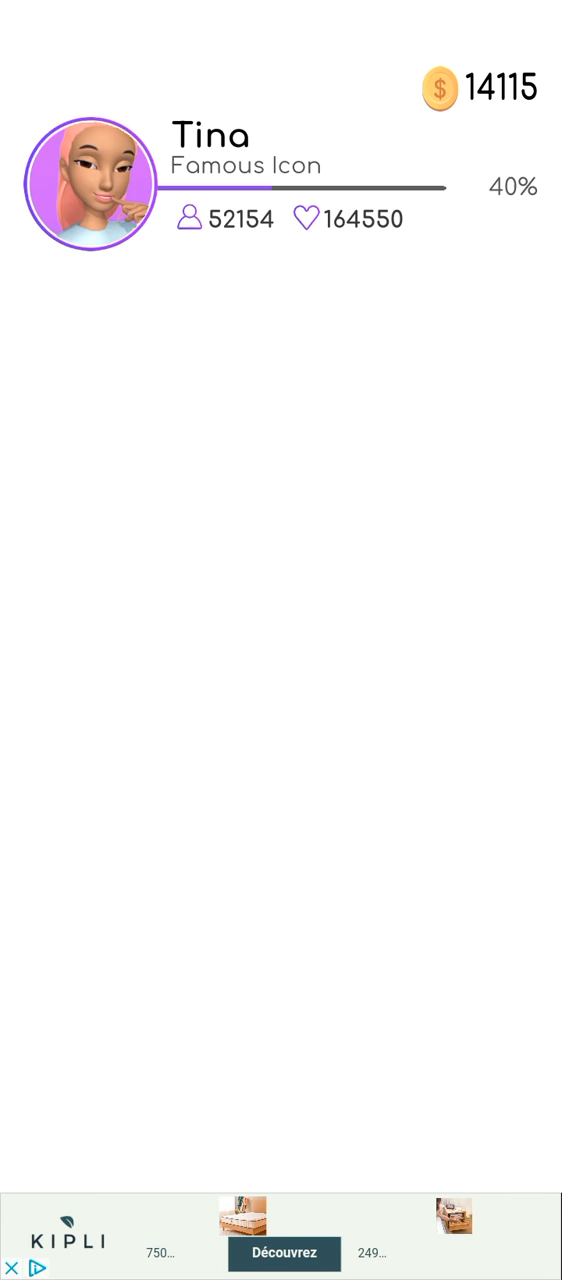 14115
Tina
Famous Icon
40%
52154 164550
KIPLI
750...
Découvrez
249...